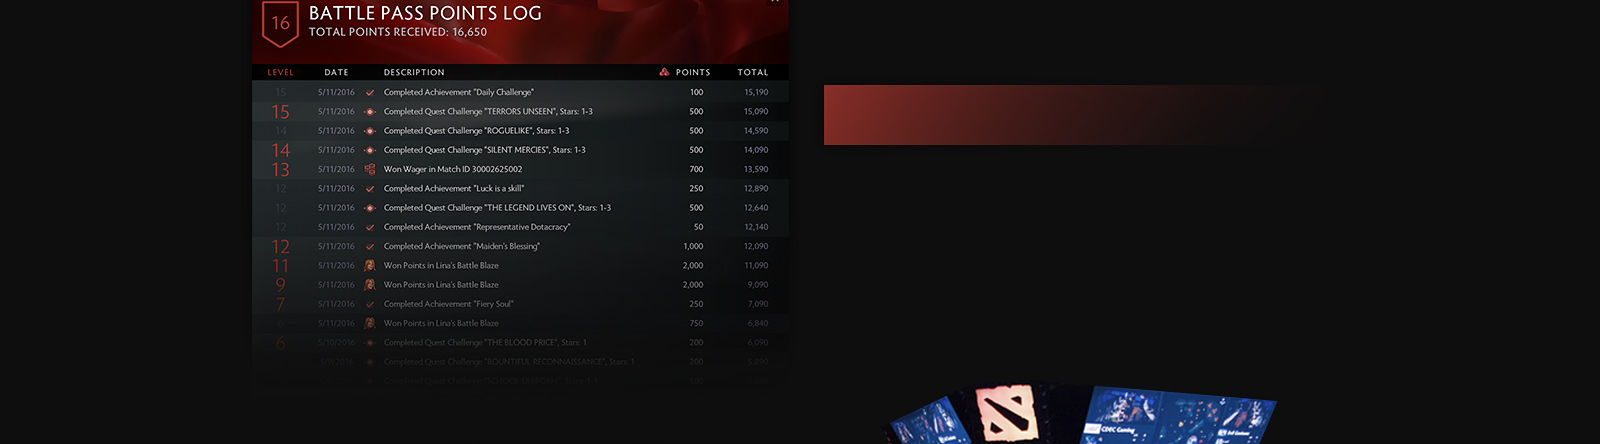 16
BATTLE PASS POINTS LOG
TOTAL POINTS RECEIVED: 16,650
LEVEL DATE DESCRIPTION POINTS TOTAL
15 5/11/2016 Completed Achievement "Daily Challenge" 100 15,190
15 5/11/2016 Completed Quest Challenge "TERRORS UNSEEN", Stars: 1-3 500 15,090
14 5/11/2016 Completed Quest Challenge "ROGUELIKE", Stars: 1-3 500 14,590
14 5/11/2016 Completed Quest Challenge "SILENT MERCIES", Stars: 1-3 500 14,090
13 5/11/2016 Won Wager in Match ID 30002625002 700 13,590
12 5/11/2016 Completed Achievement "Luck is a skill" 250 12,890
12 5/11/2016 Completed Quest Challenge "THE LEGEND LIVES ON", Stars: 1-3 500 12,640
12 5/11/2016 Completed Achievement "Representative Dotacracy" 50 12,140
12 5/11/2016 Completed Achievement "Maiden's Blessing" 1,000 12,090
11 5/11/2016 Won Points in Lina's Battle Blaze 2,000 11,090
9 5/11/2016 Won Points in Lina's Battle Blaze 2,000 9,090
7 5/11/2016 Completed Achievement "Fiery Soul" 250 7,090
6 5/11/2016 Won Points in Lina's Battle Blaze 750 6,840
6 5/10/2016 Completed Quest Challenge "THE BLOOD PRICE", Stars: 1 200 6,090
Completed Quest Challenge "BOUNTIFUL RECONNAISSANCE", Stars: 1 200 5,890
Completed Quest Challenge
CDEC Gaming